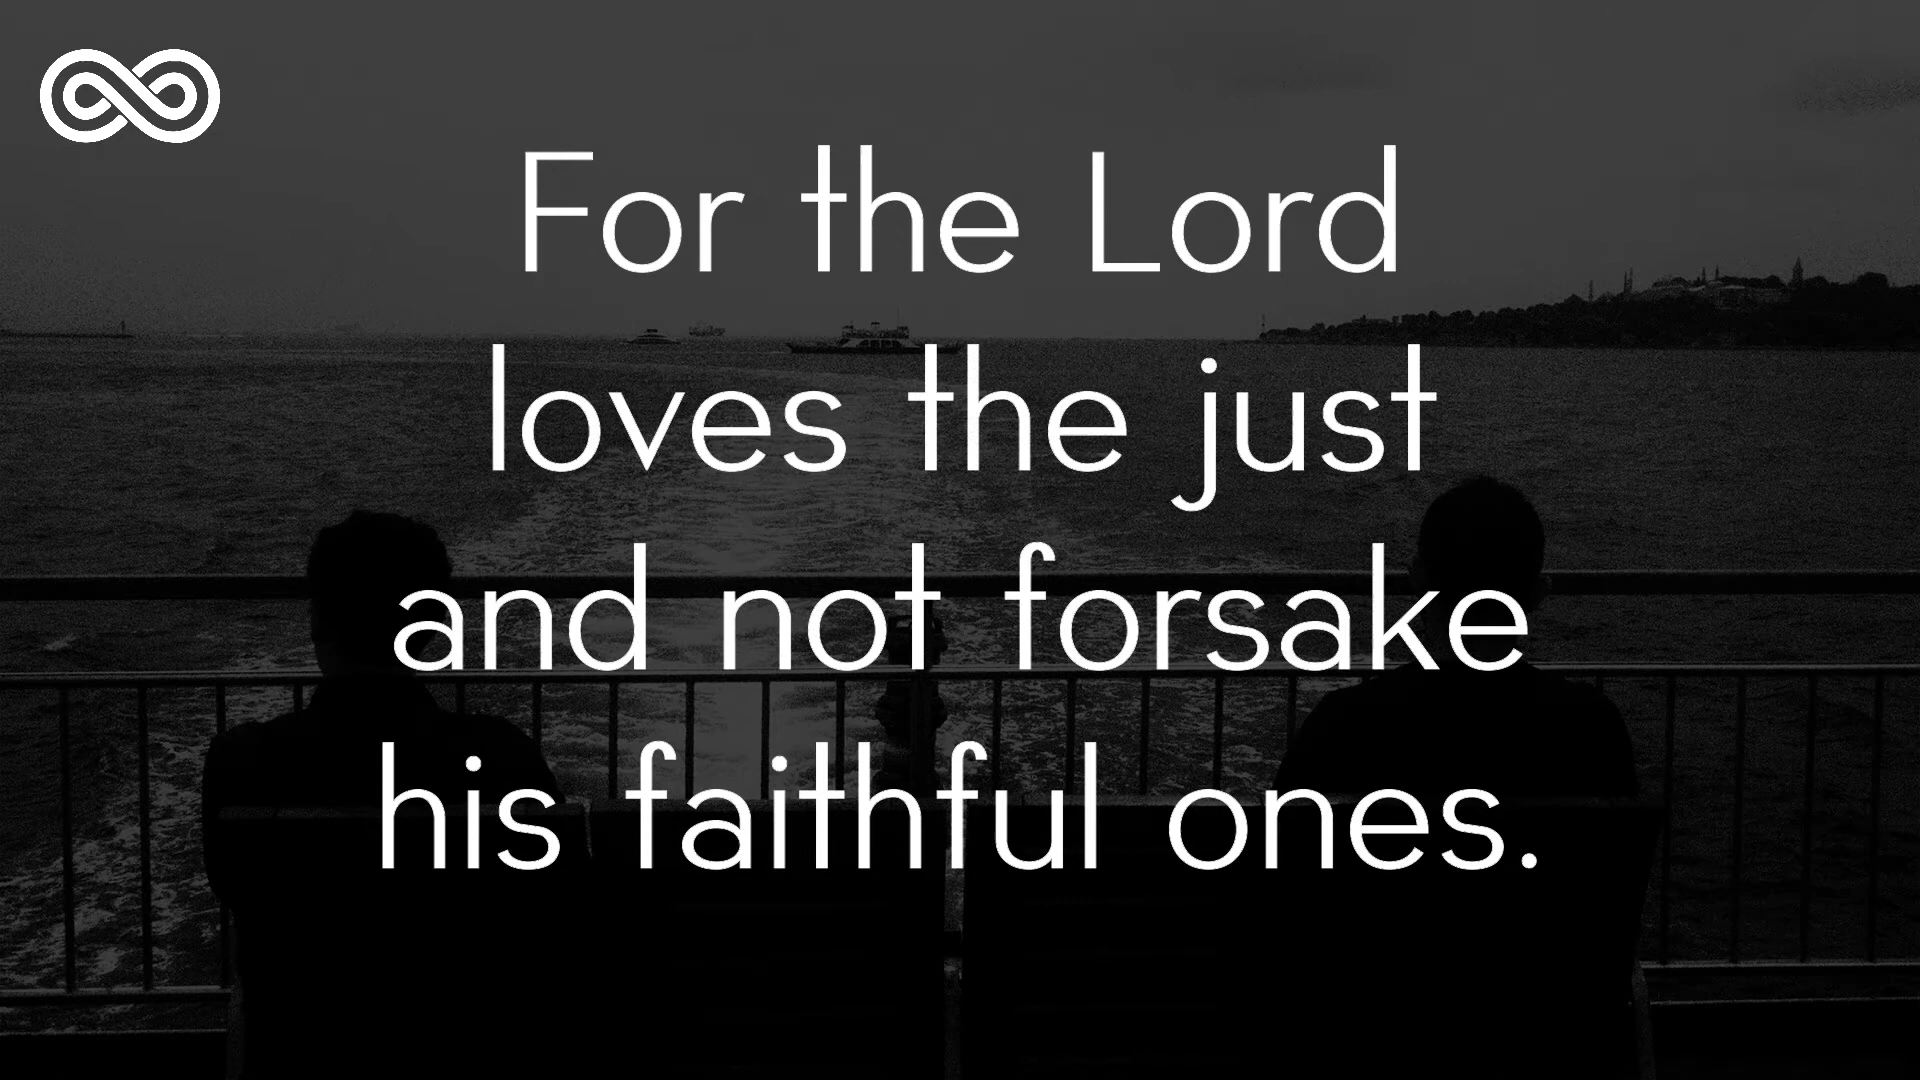 For the Lord
loves the just
and not forsake
his faithful ones.